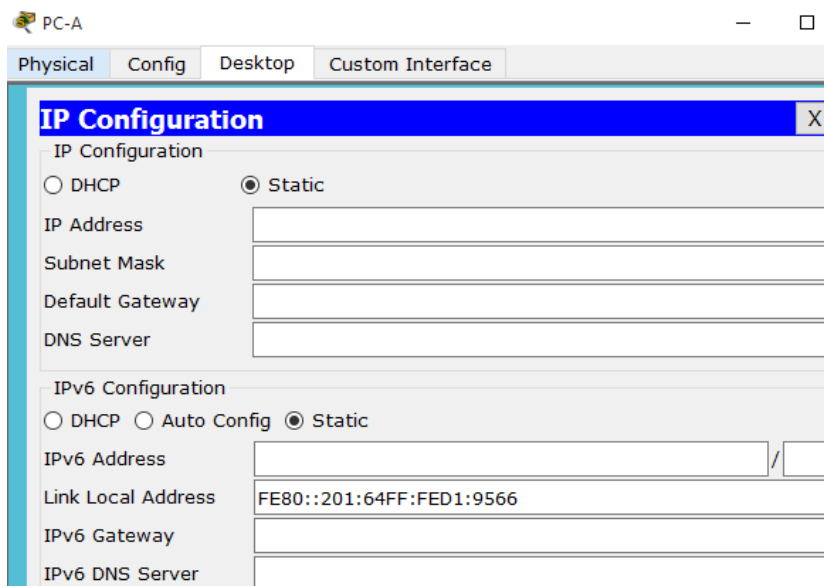 PC-A
Physical Config Desktop Custom Interface
IP Configuration X
IP Configuration
DHCP Static
IP Address
Subnet Mask
Default Gateway
DNS Server
IPv6 Configuration
DHCP Auto Config Static
IPv6 Address /
Link Local Address FE80::201:64FF:FED1:9566
IPv6 Gateway
IPv6 DNS Server